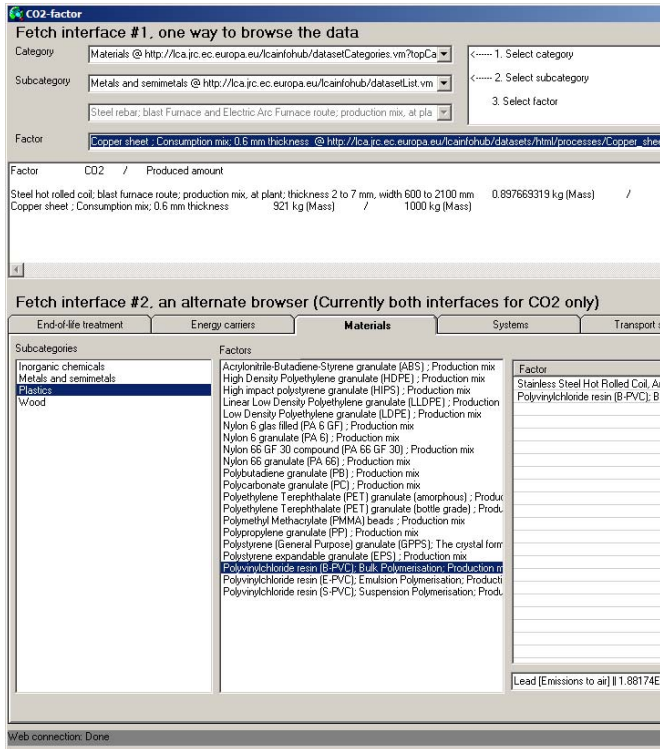 CO2-factor
Fetch interface #1, one way to browse the data
Category
Materials @ http://lca.jrc.ec.europa.eu/lcainfohub/datasetCategories.vm?topCa
<------ 1. Select category
Subcategory
Metals and semimetals @ http://lca.jrc.ec.europa.eu/lcainfohub/datasetList.vm
<------ 2. Select subcategory
3. Select factor
Steel rebar; blast Furnace and Electric Arc Furnace route; production mix, at pla
Factor
Copper sheet ; Consumption mix; 0.6 mm thickness @ http://lca.jrc.ec.europa.eu/lcainfohub/datasets/html/processes/Copper_shee
Factor CO2 / Produced amount
Steel hot rolled coil; blast furnace route; production mix, at plant; thickness 2 to 7 mm, width 600 to 2100 mm 0.897669319 kg (Mass) /
Copper sheet ; Consumption mix; 0.6 mm thickness 921 kg (Mass) / 1000 kg (Mass)
Fetch interface #2, an alternate browser (Currently both interfaces for CO2 only)
End-of-life treatment Energy carriers Materials Systems Transport s
Subcategories
Inorganic chemicals
Metals and semimetals
Plastics
Wood
Factors
Acrylonitrile-Butadiene-Styrene granulate (ABS) ; Production mix
High Density Polyethylene granulate (HDPE) ; Production mix
High impact polystyrene granulate (HIPS) ; Production mix
Linear Low Density Polyethylene granulate (LLDPE) ; Production
Low Density Polyethylene granulate (LDPE) ; Production mix
Nylon 6 glas filled (PA 6 GF) ; Production mix
Nylon 6 granulate (PA 6) ; Production mix
Nylon 66 GF 30 compound (PA 66 GF 30) ; Production mix
Nylon 66 granulate (PA 66) ; Production mix
Polybutadiene granulate (PB) ; Production mix
Polycarbonate granulate (PC) ; Production mix
Polyethylene Terephthalate (PET) granulate (amorphous) ; Produc
Polyethylene Terephthalate (PET) granulate (bottle grade) ; Produ
Polymethyl Methacrylate (PMMA) beads ; Production mix
Polypropylene granulate (PP) ; Production mix
Polystyrene (General Purpose) granulate (GPPS); The crystal form
Polystyrene expandable granulate (EPS) ; Production mix
Polyvinylchloride resin (B-PVC); Bulk Polymerisation; Production m
Polyvinylchloride resin (E-PVC); Emulsion Polymerisation; Producti
Polyvinylchloride resin (S-PVC); Suspension Polymerisation; Produ
Factor
Stainless Steel Hot Rolled Coil, A
Polyvinylchloride resin (B-PVC); B
Lead [Emissions to air] || 1.88174E
Web connection: Done